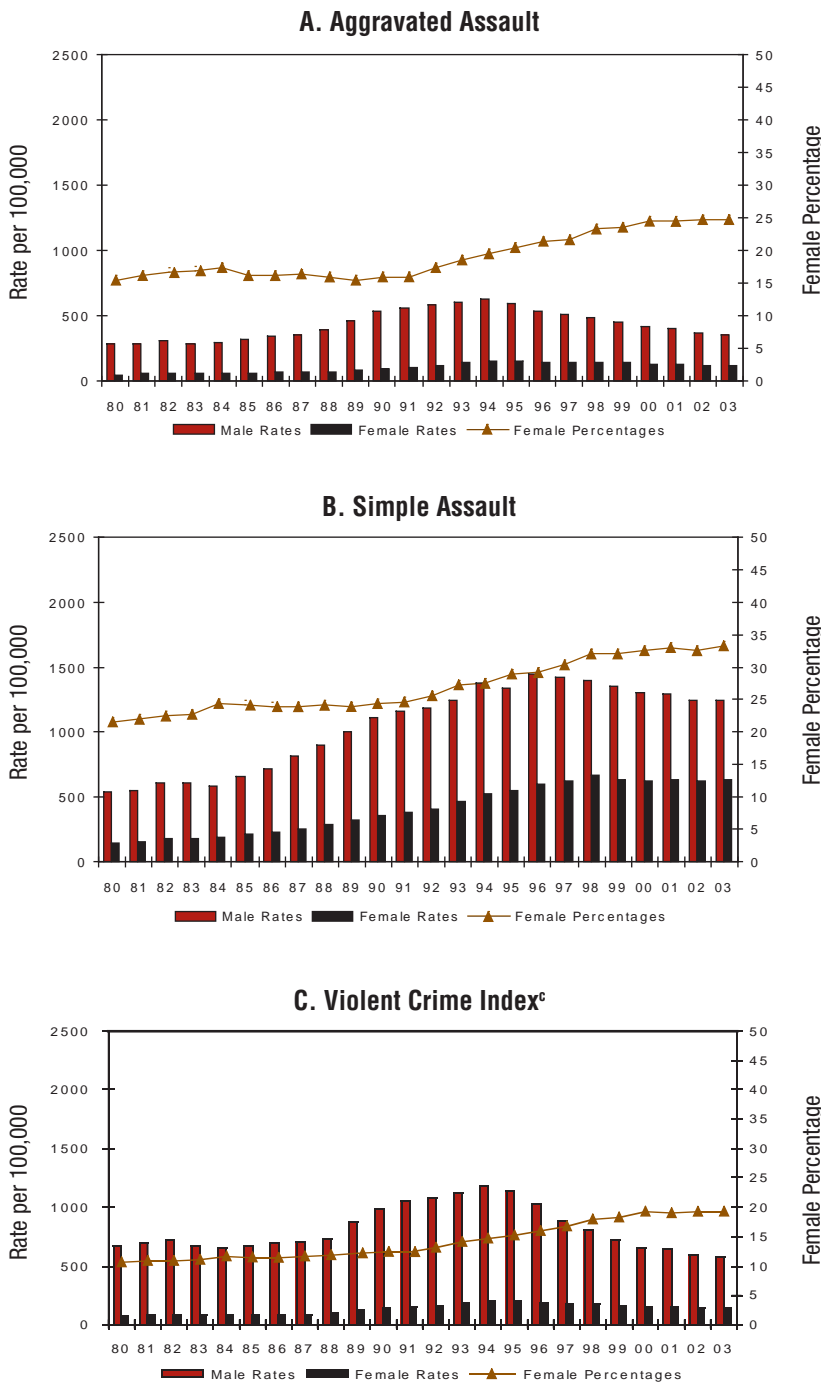 A. Aggravated Assault
2500 50
45
2000 40
35
1500 30
25
1000 20
15
500 10
5
0 0
Rate per 100,000
Female Percentage
80 81 82 83 84 85 86 87 88 89 90 91 92 93 94 95 96 97 98 99 00 01 02 03
Male Rates Female Rates Female Percentages
B. Simple Assault
2500 50
45
2000 40
35
1500 30
25
1000 20
15
500 10
5
0 0
Rate per 100,000
Female Percentage
80 81 82 83 84 85 86 87 88 89 90 91 92 93 94 95 96 97 98 99 00 01 02 03
Male Rates Female Rates Female Percentages
C. Violent Crime Indexᶜ
2500 50
45
2000 40
35
1500 30
25
1000 20
15
500 10
5
0 0
Rate per 100,000
Female Percentage
80 81 82 83 84 85 86 87 88 89 90 91 92 93 94 95 96 97 98 99 00 01 02 03
Male Rates Female Rates Female Percentages